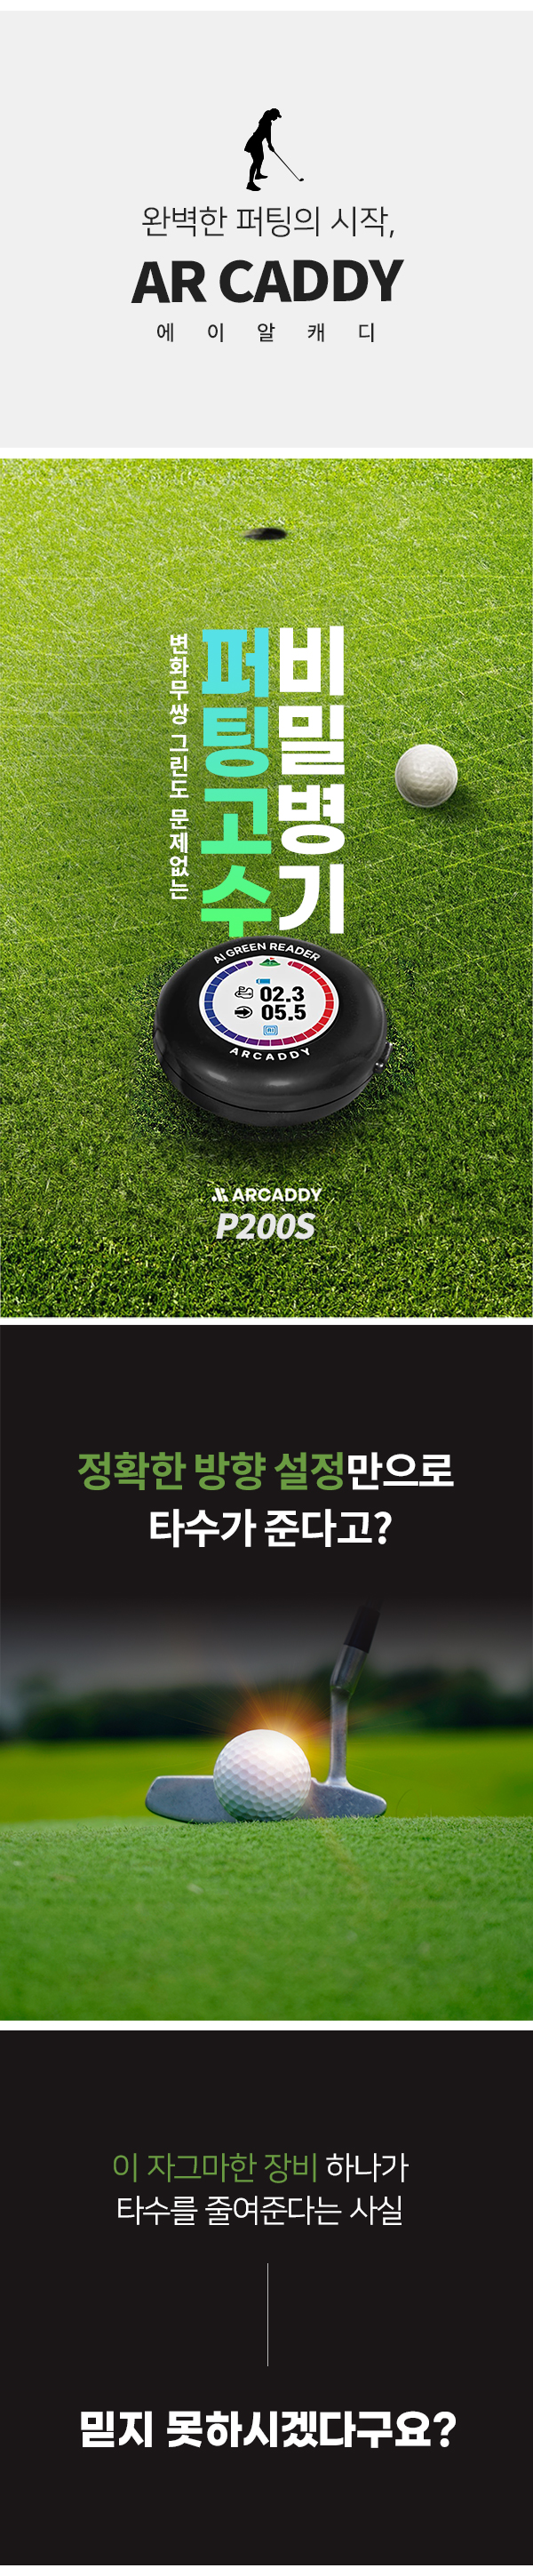 완벽한 퍼팅의 시작,
AR CADDY
에이알캐디
변화무쌍 그린도 문제없는
퍼팅고수
비밀병기
AI GREEN READER
02.3
05.5
AI
ARCADDY
ARCADDY
P200S
정확한 방향 설정만으로
타수가 준다고?
이 자그마한 장비 하나가
타수를 줄여준다는 사실
믿지 못하시겠다구요?